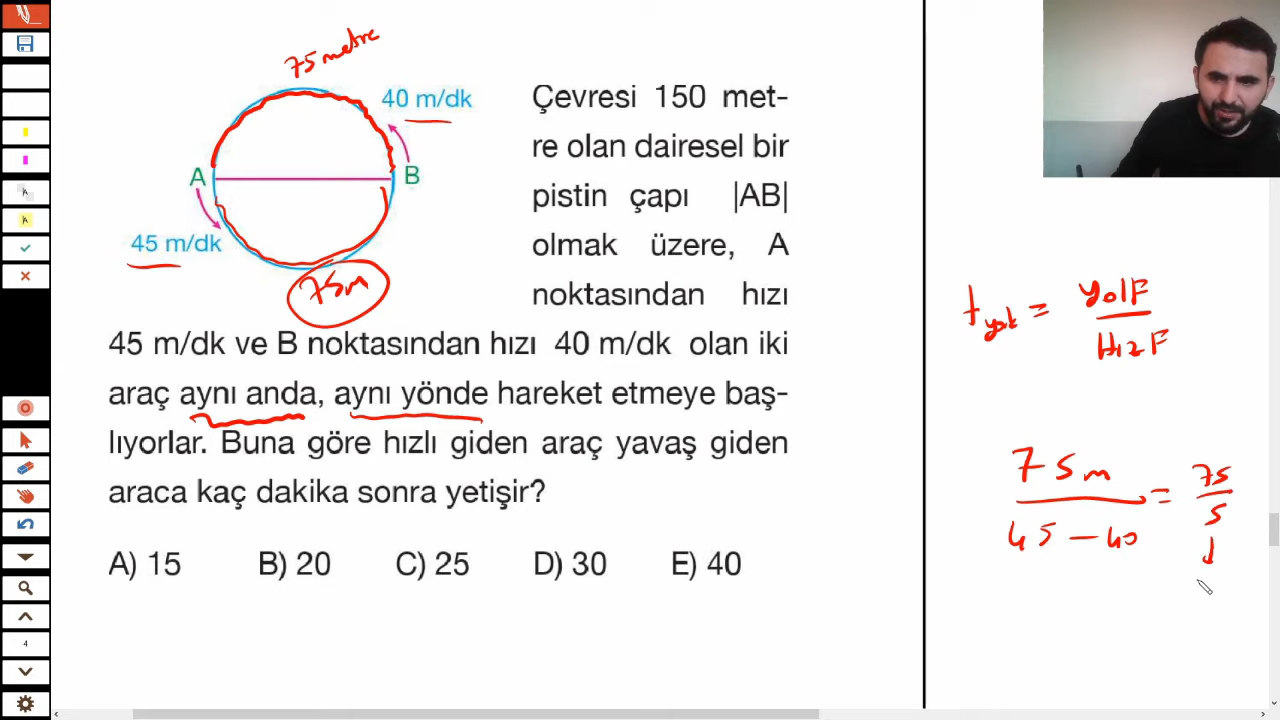 75 metre
40 m/dk
A
B
45 m/dk
75m
Çevresi 150 met-
re olan dairesel bir
pistin çapı |AB|
olmak üzere, A
noktasından hızı
45 m/dk ve B noktasından hızı 40 m/dk olan iki
araç aynı anda, aynı yönde hareket etmeye baş-
lıyorlar. Buna göre hızlı giden araç yavaş giden
araca kaç dakika sonra yetişir?
A) 15 B) 20 C) 25 D) 30 E) 40
t yet = yolF
HızF
75m = 75
45 - 40 5
4